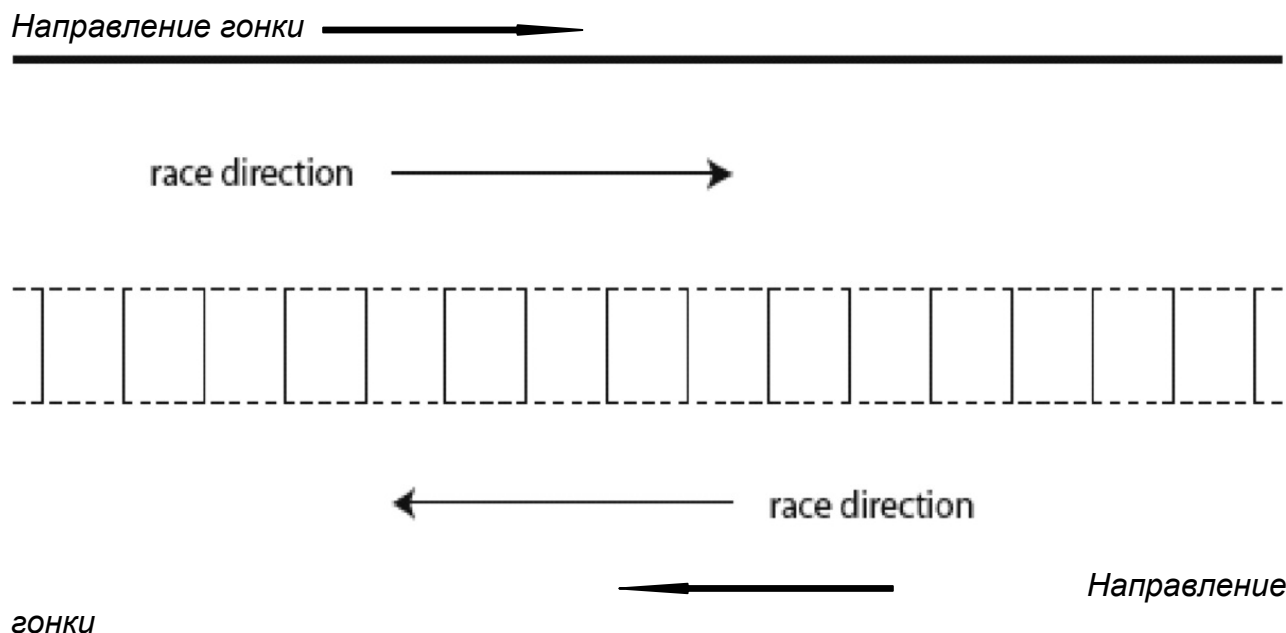 Направление гонки
race direction
race direction
Направление
гонки